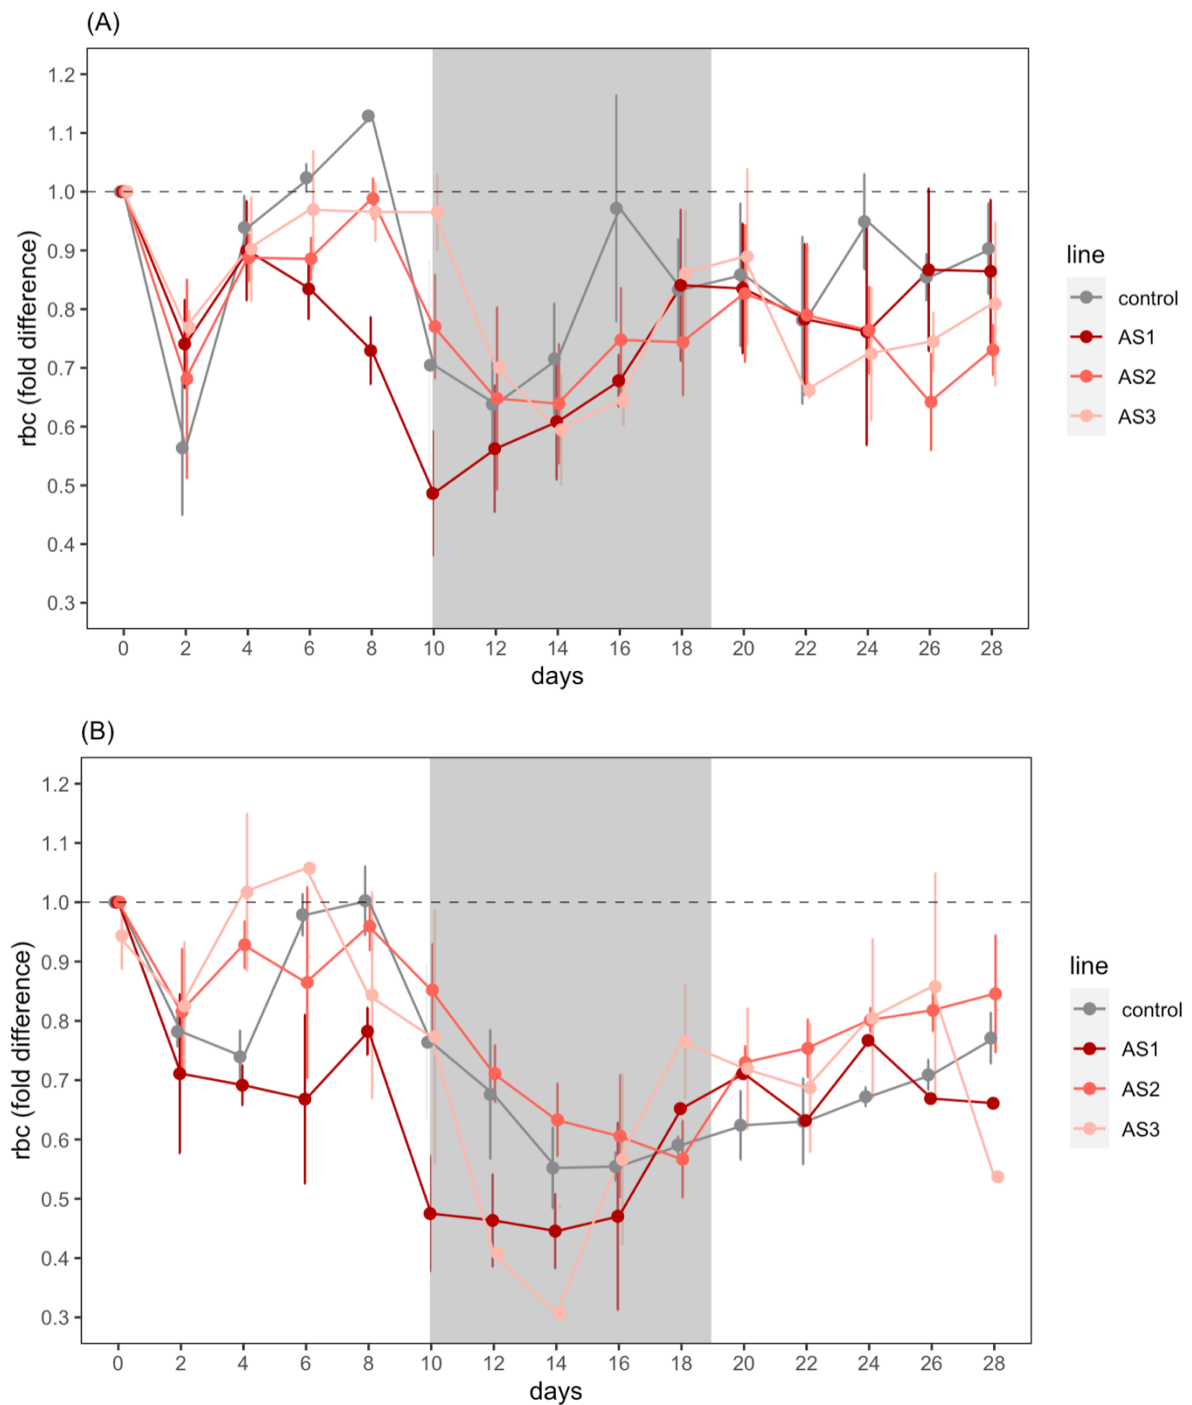 (A)
1.2
1.1
1.0
0.9
0.8
0.7
0.6
0.5
0.4
0.3
rbc (fold difference)
0 2 4 6 8 10 12 14 16 18 20 22 24 26 28
days
line
control
AS1
AS2
AS3
(B)
1.2
1.1
1.0
0.9
0.8
0.7
0.6
0.5
0.4
0.3
rbc (fold difference)
0 2 4 6 8 10 12 14 16 18 20 22 24 26 28
days
line
control
AS1
AS2
AS3